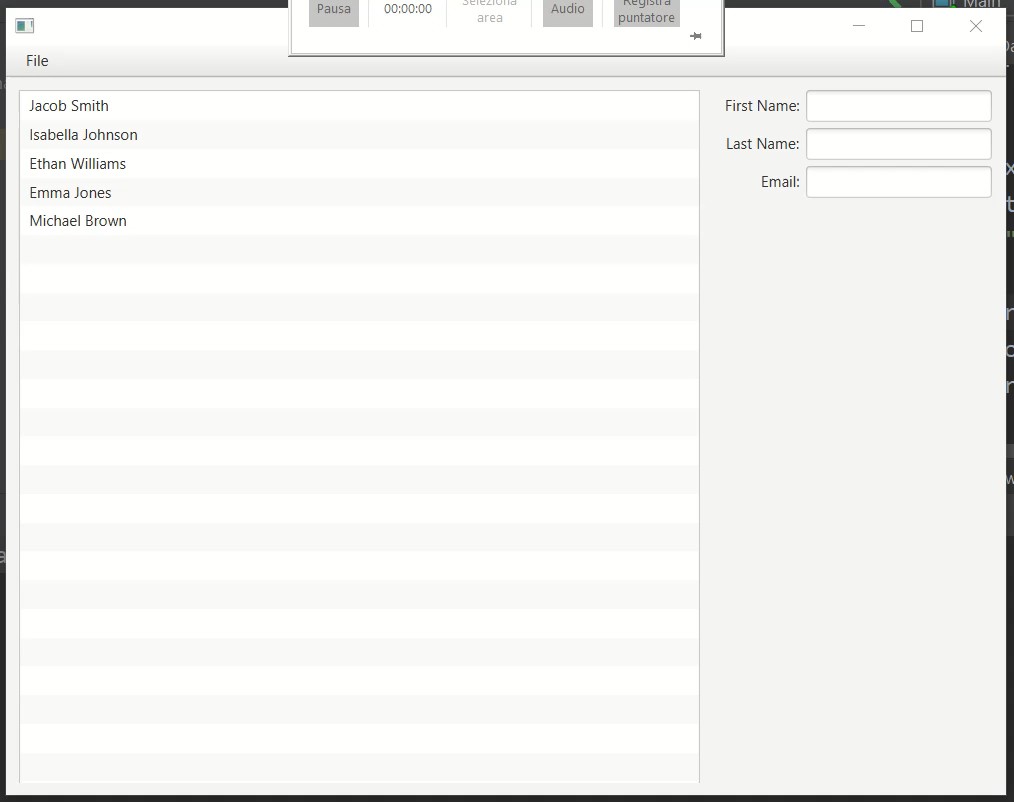 Pausa
00:00:00
Seleziona
area
Audio
Registra
puntatore
Main
File
Jacob Smith
Isabella Johnson
Ethan Williams
Emma Jones
Michael Brown
First Name:
Last Name:
Email: